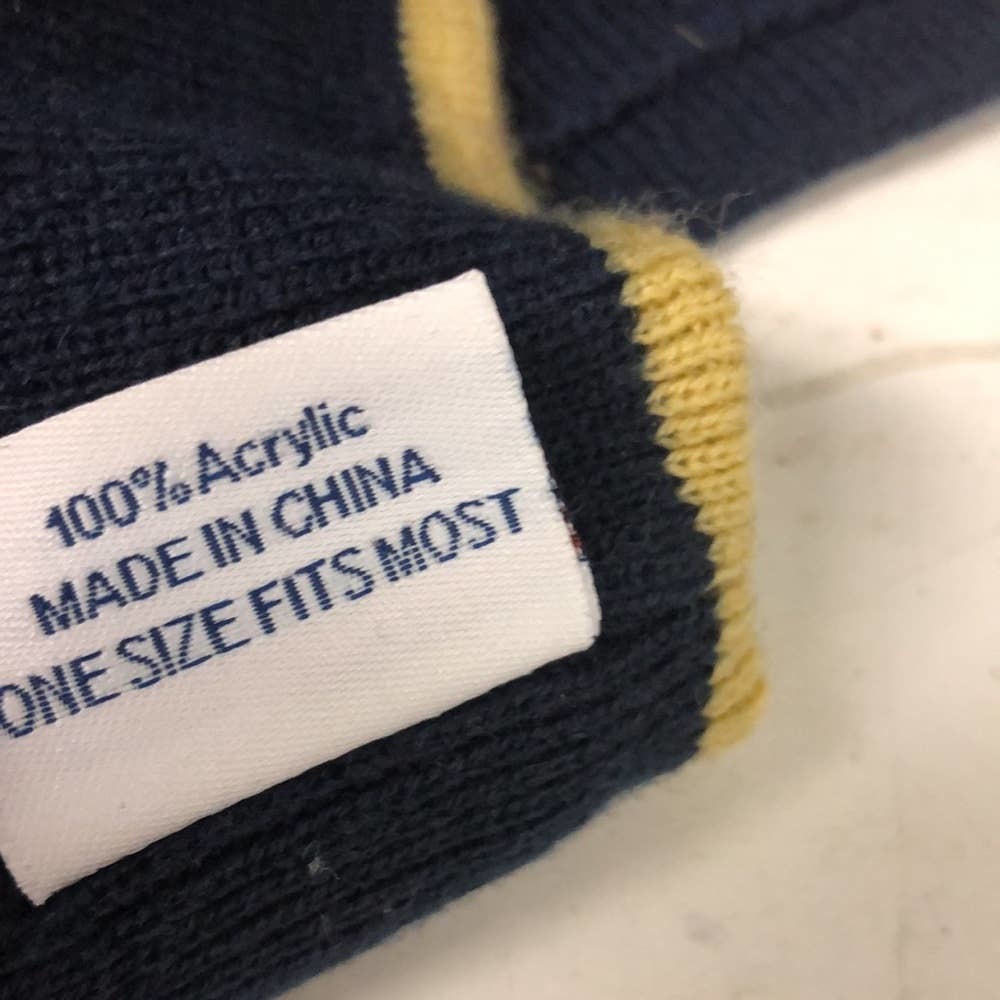 100% Acrylic
MADE IN CHINA
ONE SIZE FITS MOST